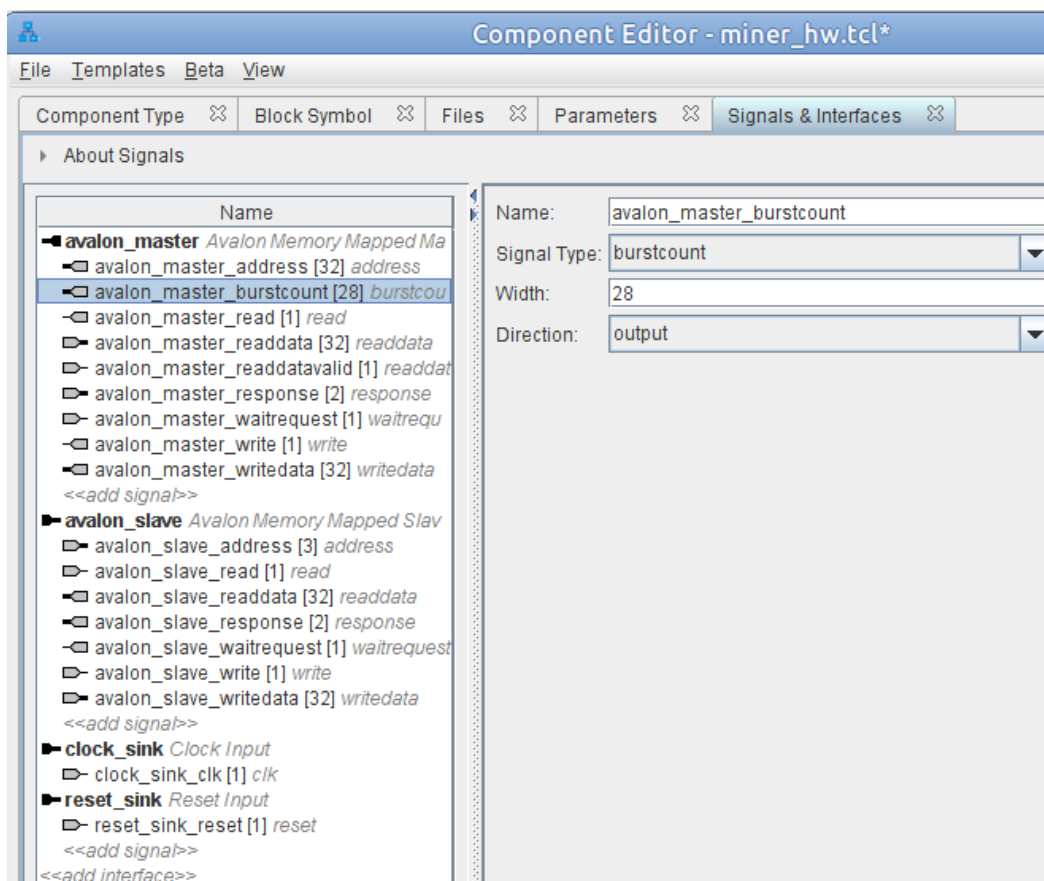 Component Editor - miner_hw.tcl*
File Templates Beta View
Component Type Block Symbol Files Parameters Signals & Interfaces
About Signals
Name
avalon_master Avalon Memory Mapped Ma
avalon_master_address [32] address
avalon_master_burstcount [28] burstcou
avalon_master_read [1] read
avalon_master_readdata [32] readdata
avalon_master_readdatavalid [1] readdat
avalon_master_response [2] response
avalon_master_waitrequest [1] waitrequ
avalon_master_write [1] write
avalon_master_writedata [32] writedata
<<add signal>>
avalon_slave Avalon Memory Mapped Slav
avalon_slave_address [3] address
avalon_slave_read [1] read
avalon_slave_readdata [32] readdata
avalon_slave_response [2] response
avalon_slave_waitrequest [1] waitrequest
avalon_slave_write [1] write
avalon_slave_writedata [32] writedata
<<add signal>>
clock_sink Clock Input
clock_sink_clk [1] clk
reset_sink Reset Input
reset_sink_reset [1] reset
<<add signal>>
<<add interface>>
Name: avalon_master_burstcount
Signal Type: burstcount
Width: 28
Direction: output